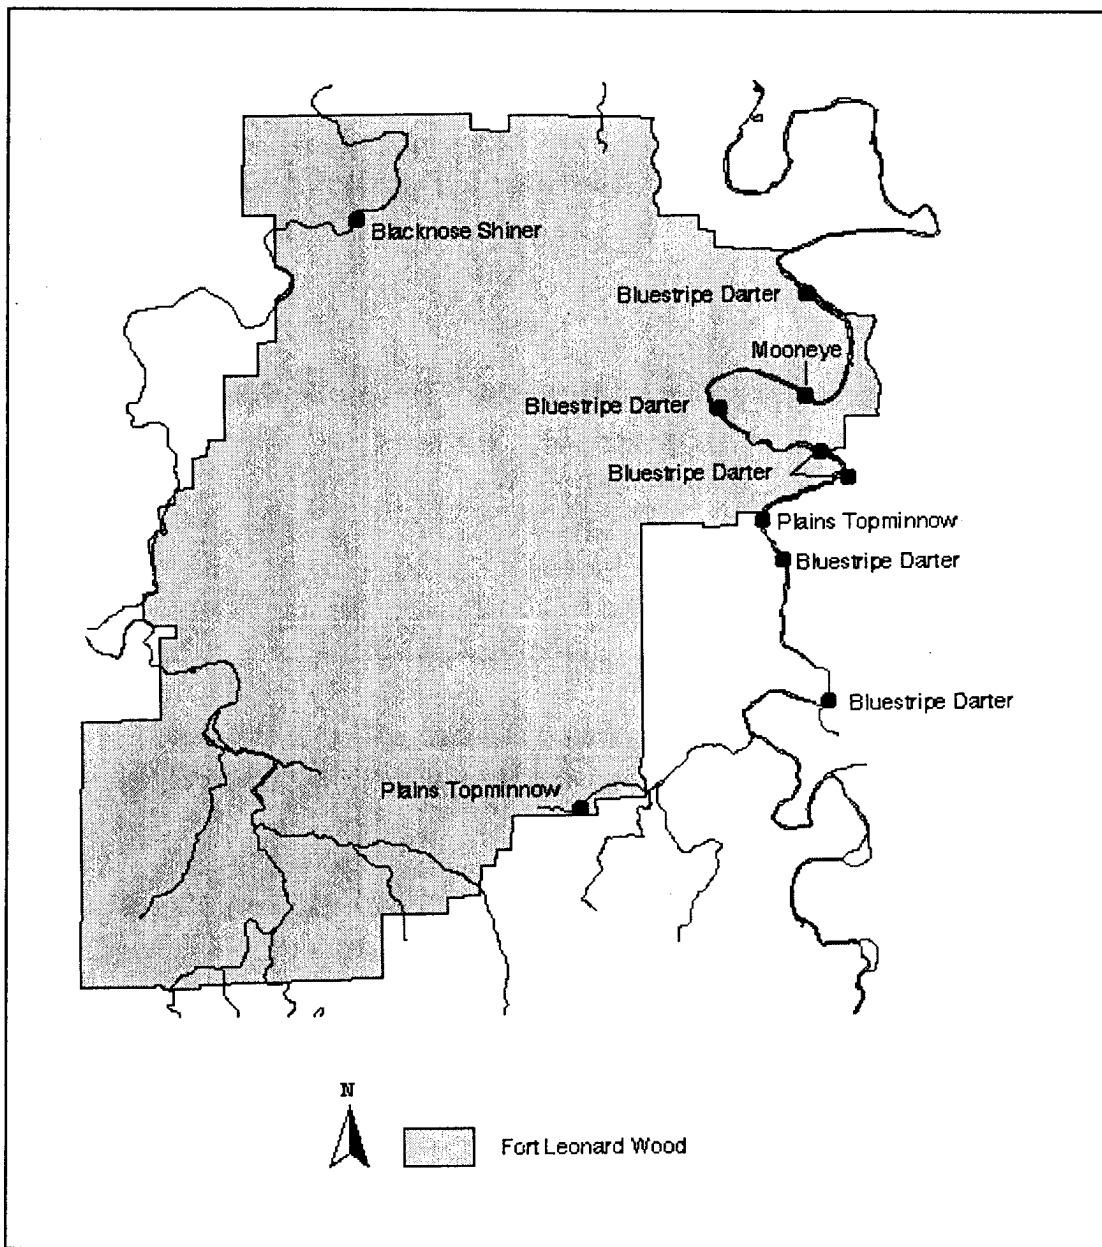 Blacknose Shiner
Bluestripe Darter
Mooneye
Bluestripe Darter
Bluestripe Darter
Plains Topminnow
Bluestripe Darter
Bluestripe Darter
Plains Topminnow
N
Fort Leonard Wood